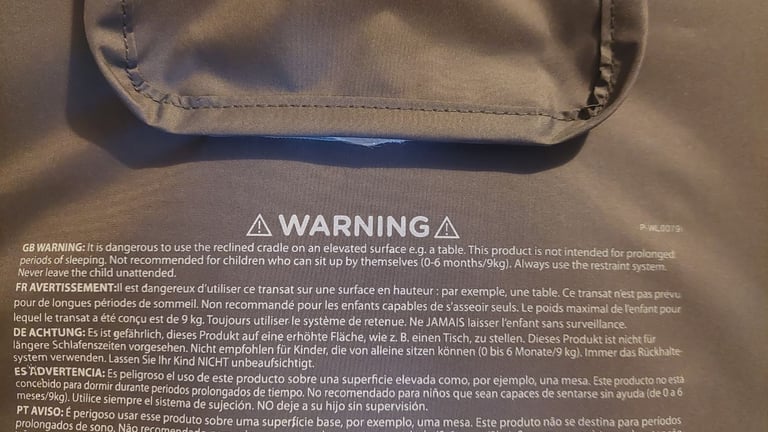 ⚠ WARNING ⚠
P-WL0079
GB WARNING: It is dangerous to use the reclined cradle on an elevated surface e.g. a table. This product is not intended for prolonged
periods of sleeping. Not recommended for children who can sit up by themselves (0-6 months/9kg). Always use the restraint system.
Never leave the child unattended.
FR AVERTISSEMENT:Il est dangereux d'utiliser ce transat sur une surface en hauteur : par exemple, une table. Ce transat n'est pas prévu
pour de longues périodes de sommeil. Non recommandé pour les enfants capables de s'asseoir seuls. Le poids maximal de l'enfant pour
lequel le transat a été conçu est de 9 kg. Toujours utiliser le système de retenue. Ne JAMAIS laisser l'enfant sans surveillance.
DE ACHTUNG: Es ist gefährlich, dieses Produkt auf eine erhöhte Fläche, wie z. B. einen Tisch, zu stellen. Dieses Produkt ist nicht für
längere Schlafenszeiten vorgesehen. Nicht empfohlen für Kinder, die von alleine sitzen können (0 bis 6 Monate/9 kg). Immer das Rückhalte-
system verwenden. Lassen Sie Ihr Kind NICHT unbeaufsichtigt.
ES ADVERTENCIA: Es peligroso el uso de este producto sobre una superficie elevada como, por ejemplo, una mesa. Este producto no está
concebido para dormir durante periodos prolongados de tiempo. No recomendado para niños que sean capaces de sentarse sin ayuda (de 0 a 6
meses/9kg). Utilice siempre el sistema de sujeción. NO deje a su hijo sin supervisión.
PT AVISO: É perigoso usar esse produto sobre uma superfície base, por exemplo, uma mesa. Este produto não se destina para períodos
prolongados de sono. Não recomendado